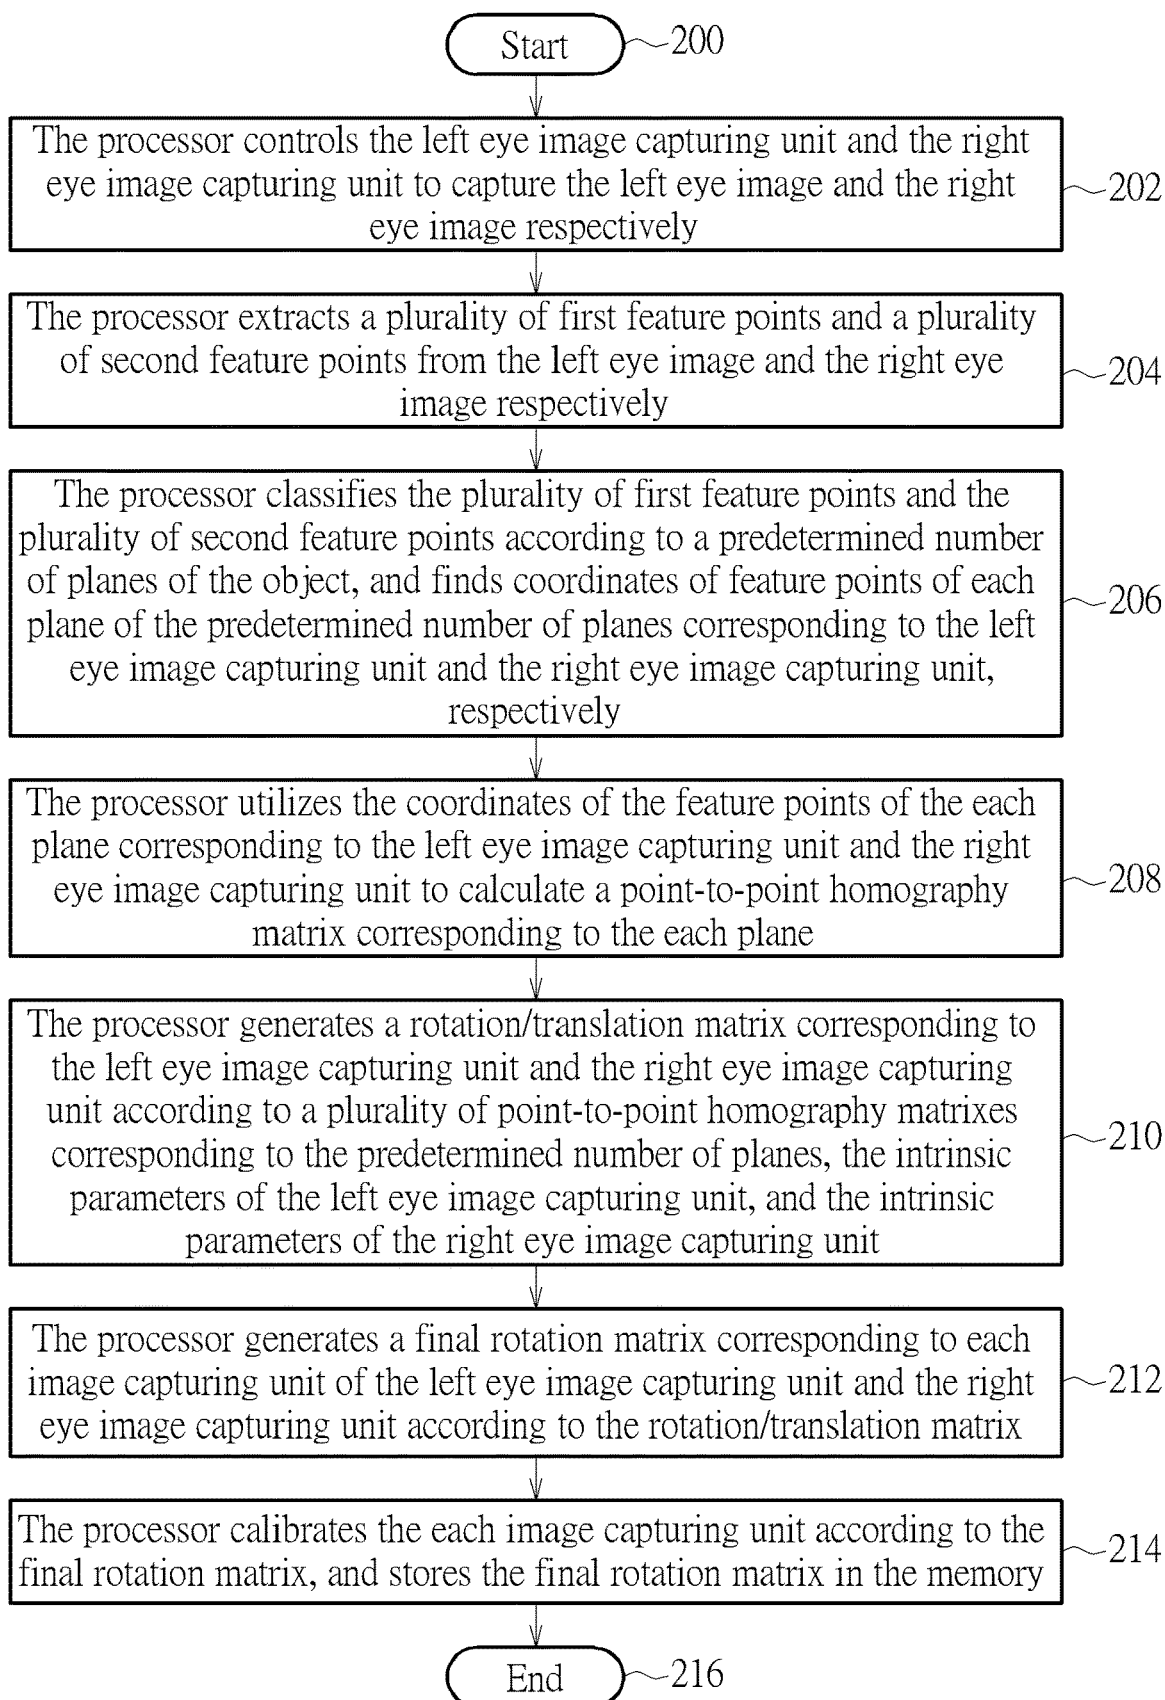 Start
200
The processor controls the left eye image capturing unit and the right
eye image capturing unit to capture the left eye image and the right
eye image respectively
202
The processor extracts a plurality of first feature points and a plurality
of second feature points from the left eye image and the right eye
image respectively
204
The processor classifies the plurality of first feature points and the
plurality of second feature points according to a predetermined number
of planes of the object, and finds coordinates of feature points of each
plane of the predetermined number of planes corresponding to the left
eye image capturing unit and the right eye image capturing unit,
respectively
206
The processor utilizes the coordinates of the feature points of the each
plane corresponding to the left eye image capturing unit and the right
eye image capturing unit to calculate a point-to-point homography
matrix corresponding to the each plane
208
The processor generates a rotation/translation matrix corresponding to
the left eye image capturing unit and the right eye image capturing
unit according to a plurality of point-to-point homography matrixes
corresponding to the predetermined number of planes, the intrinsic
parameters of the left eye image capturing unit, and the intrinsic
parameters of the right eye image capturing unit
210
The processor generates a final rotation matrix corresponding to each
image capturing unit of the left eye image capturing unit and the right
eye image capturing unit according to the rotation/translation matrix
212
The processor calibrates the each image capturing unit according to the
final rotation matrix, and stores the final rotation matrix in the memory
214
End
216